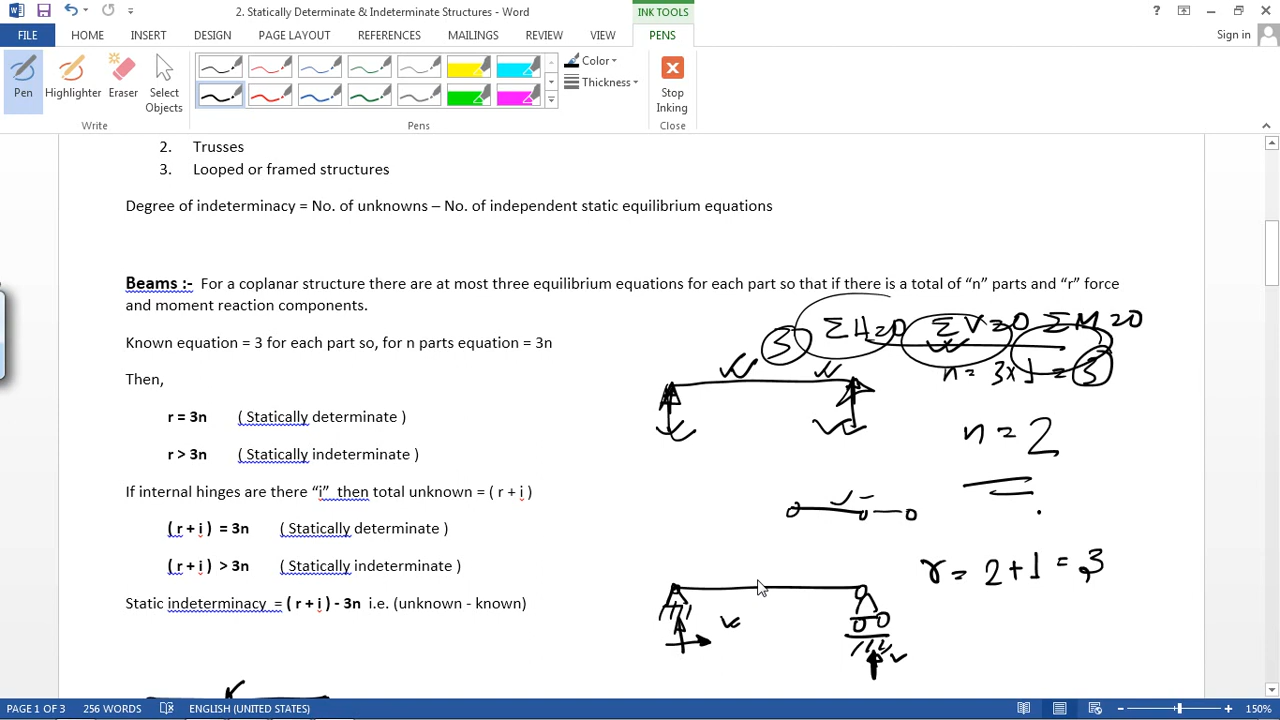 2. Statically Determinate & Indeterminate Structures - Word
INK TOOLS
?
FILE HOME INSERT DESIGN PAGE LAYOUT REFERENCES MAILINGS REVIEW VIEW PENS
Sign in
Pen Highlighter Eraser Select Objects
Color
Thickness
Stop Inking
Write Pens Close
2. Trusses
3. Looped or framed structures
Degree of indeterminacy = No. of unknowns – No. of independent static equilibrium equations
Beams :- For a coplanar structure there are at most three equilibrium equations for each part so that if there is a total of “n” parts and “r” force
and moment reaction components.
3 ΣH=0 ΣV=0 ΣM=0
Known equation = 3 for each part so, for n parts equation = 3n
n = 3x1 = 3
Then,
r = 3n ( Statically determinate )
n = 2
r > 3n ( Statically indeterminate )
If internal hinges are there “i” then total unknown = ( r + i )
( r + i ) = 3n ( Statically determinate )
( r + i ) > 3n ( Statically indeterminate )
r = 2+1 = 3
Static indeterminacy = ( r + i ) - 3n i.e. (unknown - known)
PAGE 1 OF 3 256 WORDS ENGLISH (UNITED STATES) 150%